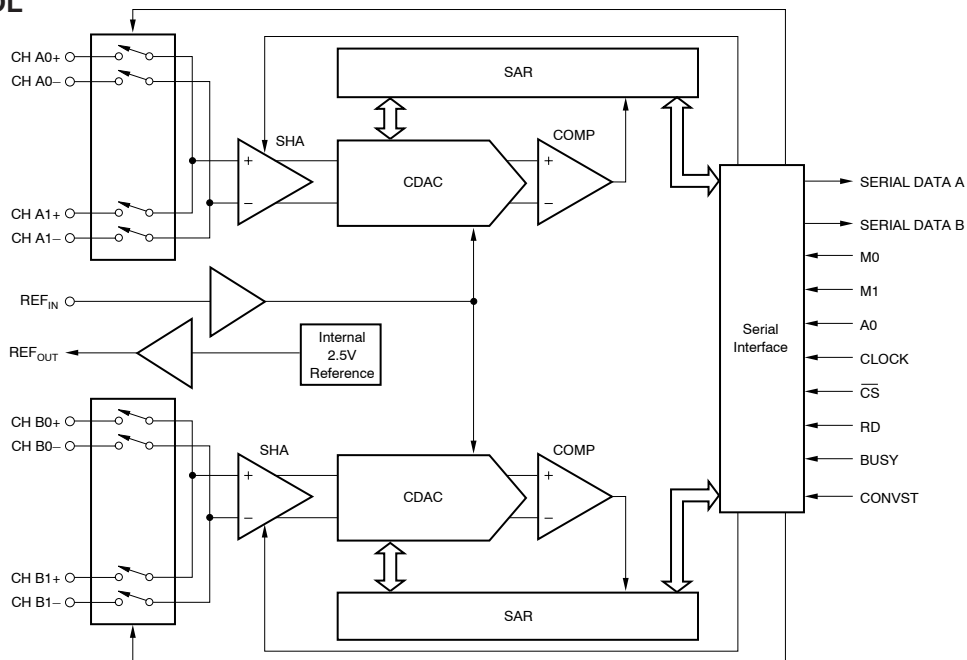 CH A0+
CH A0−
CH A1+
CH A1−
SHA
+
−
SAR
CDAC
COMP
+
−
REFIN
REFOUT
Internal
2.5V
Reference
CH B0+
CH B0−
CH B1+
CH B1−
SHA
+
−
CDAC
COMP
+
−
SAR
Serial
Interface
SERIAL DATA A
SERIAL DATA B
M0
M1
A0
CLOCK
CS
RD
BUSY
CONVST